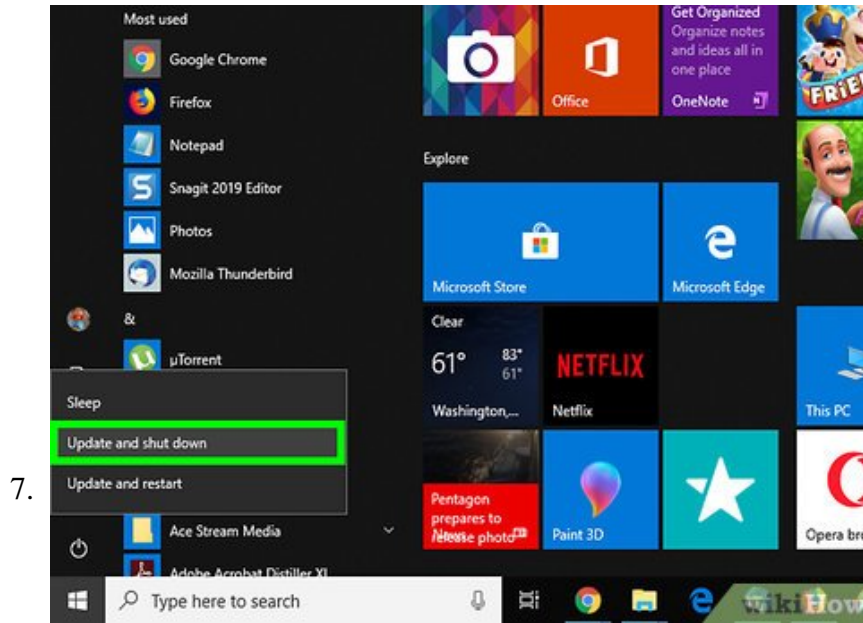 Most used
Google Chrome
Firefox
Notepad
Snagit 2019 Editor
Photos
Mozilla Thunderbird
&
µTorrent
Sleep
Update and shut down
7.
Update and restart
Ace Stream Media
Adobe Acrobat Distiller XI
Type here to search
Office
Get Organized
Organize notes
and ideas all in
one place
OneNote
Explore
Microsoft Store
Microsoft Edge
Clear
61° 83°
61°
Washington,...
NETFLIX
Netflix
This PC
Pentagon
prepares to
release photo
News
Paint 3D
Opera br
wikiHow